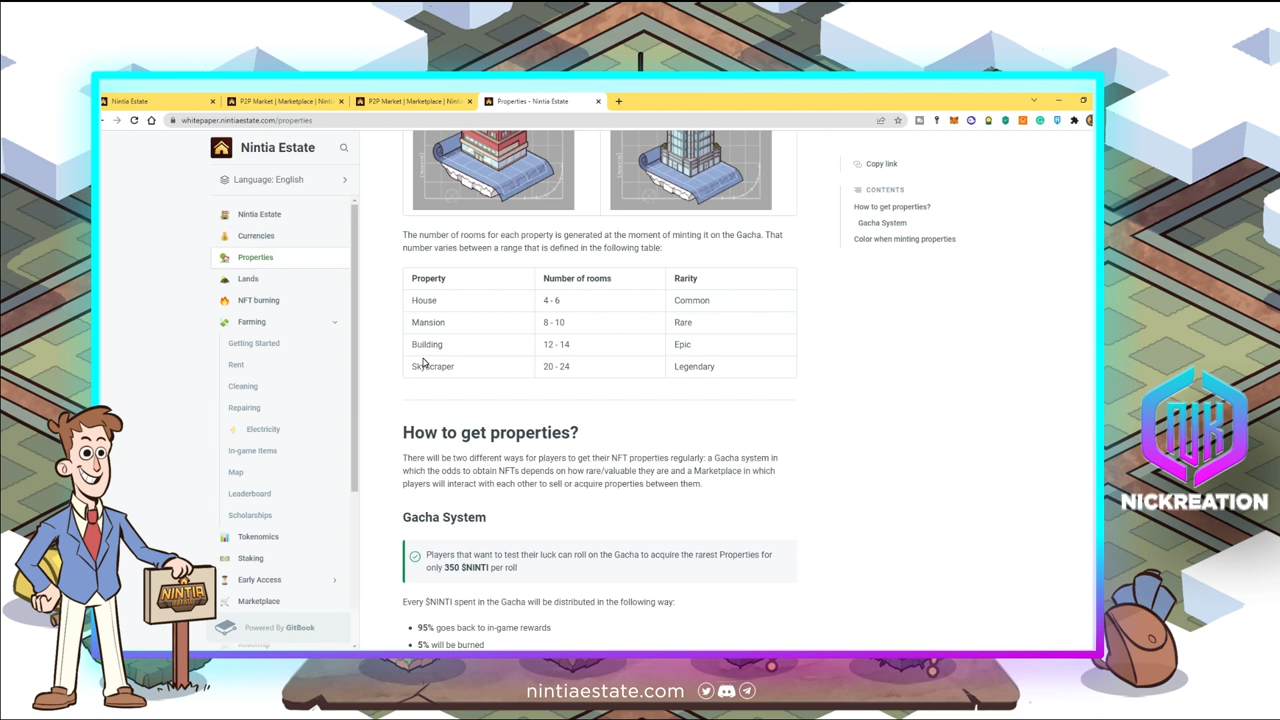 Nintia Estate
P2P Market | Marketplace | Ninti
P2P Market | Marketplace | Ninti
Properties - Nintia Estate
whitepaper.nintiaestate.com/properties
Nintia Estate
Language: English
Nintia Estate
Currencies
Properties
Lands
NFT burning
Farming
Getting Started
Rent
Cleaning
Repairing
Electricity
In-game Items
Map
Leaderboard
Scholarships
Tokenomics
Staking
Early Access
Marketplace
Powered By GitBook
The number of rooms for each property is generated at the moment of minting it on the Gacha. That
number varies between a range that is defined in the following table:
Property Number of rooms Rarity
House 4 - 6 Common
Mansion 8 - 10 Rare
Building 12 - 14 Epic
Skyscraper 20 - 24 Legendary
How to get properties?
There will be two different ways for players to get their NFT properties regularly: a Gacha system in
which the odds to obtain NFTs depends on how rare/valuable they are and a Marketplace in which
players will interact with each other to sell or acquire properties between them.
Gacha System
Players that want to test their luck can roll on the Gacha to acquire the rarest Properties for
only 350 $NINTI per roll
Every $NINTI spent in the Gacha will be distributed in the following way:
• 95% goes back to in-game rewards
• 5% will be burned
Copy link
CONTENTS
How to get properties?
Gacha System
Color when minting properties
NINTIA
ESTATE
NK
NICKREATION
nintiaestate.com